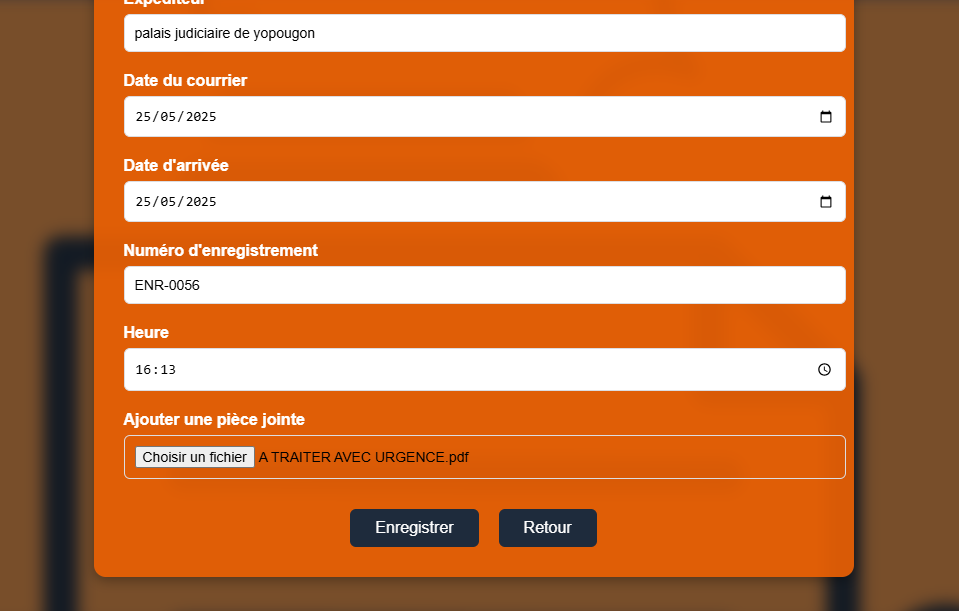 Expéditeur
palais judiciaire de yopougon
Date du courrier
25/05/2025
Date d'arrivée
25/05/2025
Numéro d'enregistrement
ENR-0056
Heure
16:13
Ajouter une pièce jointe
Choisir un fichier A TRAITER AVEC URGENCE.pdf
Enregistrer Retour